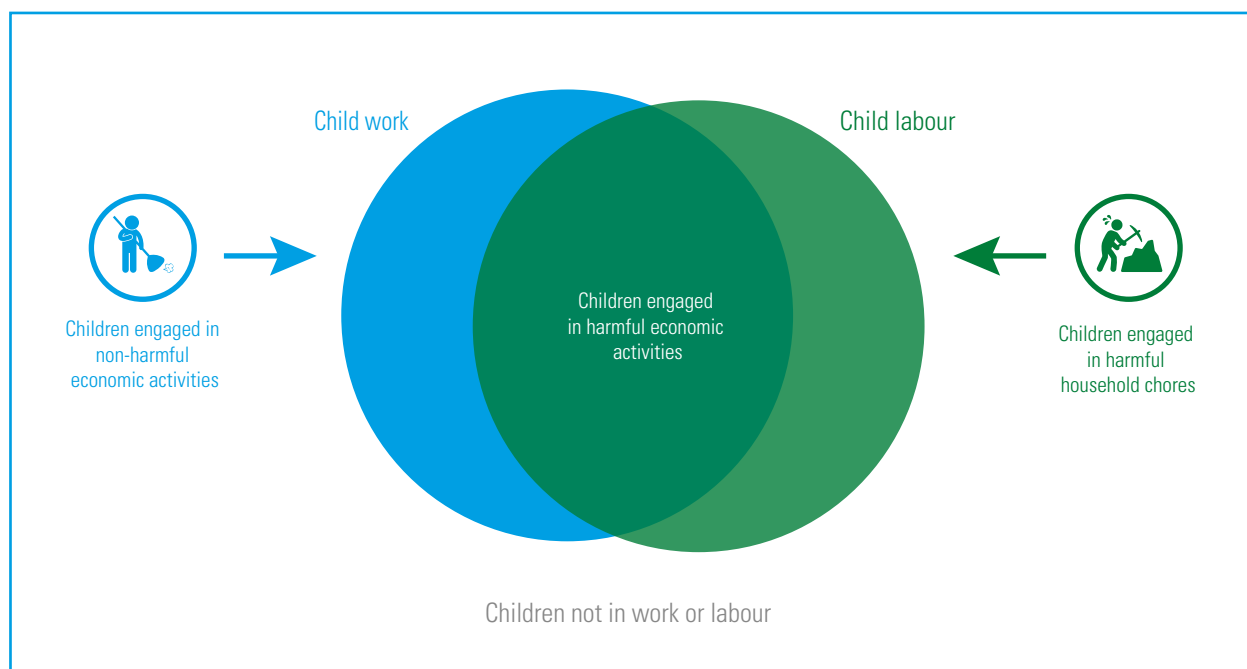 Child work
Child labour
Children engaged in
non-harmful
economic activities
Children engaged
in harmful economic
activities
Children engaged
in harmful
household chores
Children not in work or labour